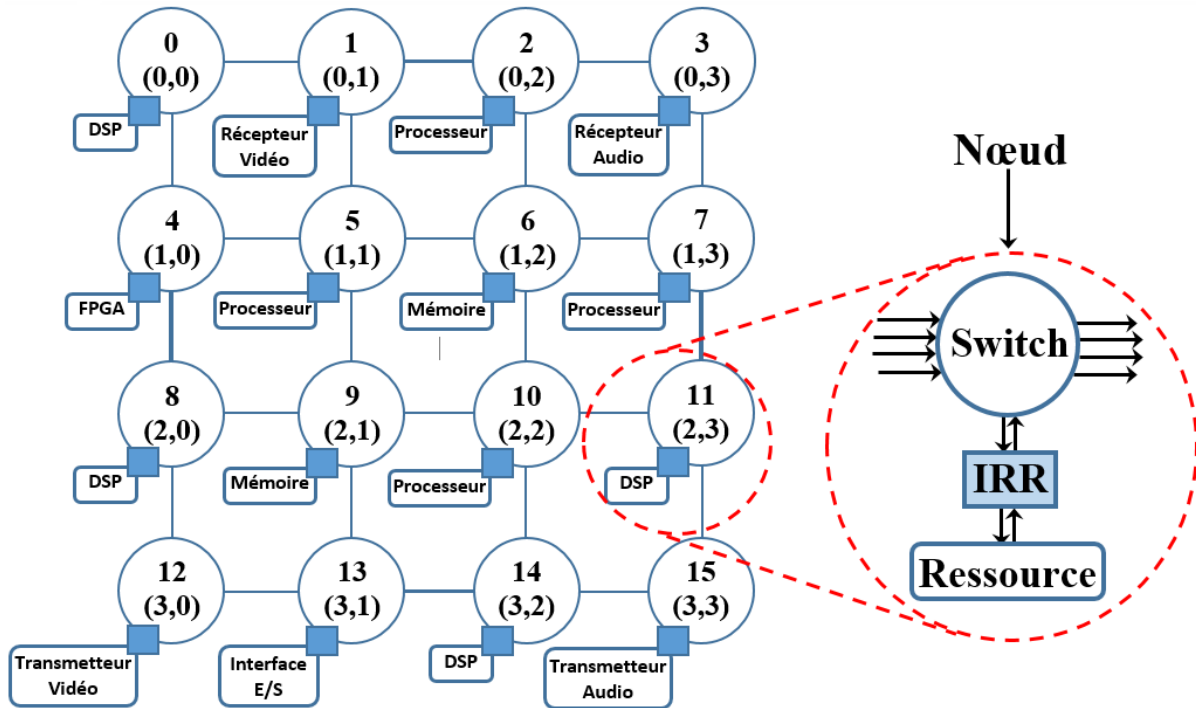 0
(0,0)
1
(0,1)
2
(0,2)
3
(0,3)
DSP
Récepteur
Vidéo
Processeur
Récepteur
Audio
4
(1,0)
5
(1,1)
6
(1,2)
7
(1,3)
FPGA
Processeur
Mémoire
Processeur
8
(2,0)
9
(2,1)
10
(2,2)
11
(2,3)
DSP
Mémoire
Processeur
DSP
12
(3,0)
13
(3,1)
14
(3,2)
15
(3,3)
Transmetteur
Vidéo
Interface
E/S
DSP
Transmetteur
Audio
Nœud
Switch
IRR
Ressource